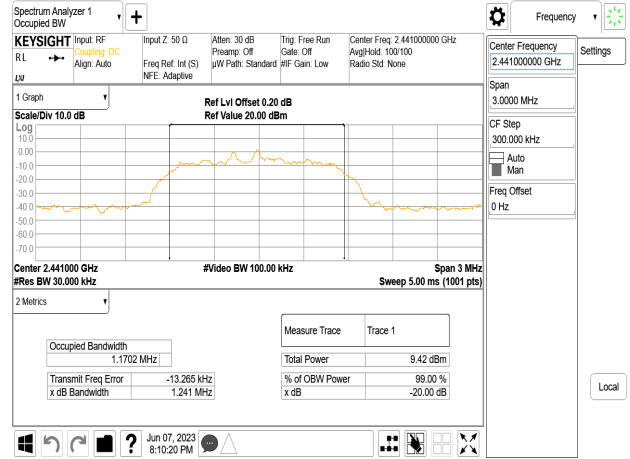 Spectrum Analyzer 1
Occupied BW
Frequency
KEYSIGHT
RL
LXI
Input: RF
Coupling: DC
Align: Auto
Input Z: 50 Ω
Freq Ref: Int (S)
NFE: Adaptive
Atten: 30 dB
Preamp: Off
µW Path: Standard
Trig: Free Run
Gate: Off
#IF Gain: Low
Center Freq: 2.441000000 GHz
Avg|Hold: 100/100
Radio Std: None
Center Frequency
2.441000000 GHz
Settings
Span
3.0000 MHz
CF Step
300.000 kHz
Auto
Man
Freq Offset
0 Hz
Local
1 Graph
Scale/Div 10.0 dB
Ref Lvl Offset 0.20 dB
Ref Value 20.00 dBm
Log
10.0
0.00
-10.0
-20.0
-30.0
-40.0
-50.0
-60.0
-70.0
Center 2.441000 GHz
#Video BW 100.00 kHz
Span 3 MHz
#Res BW 30.000 kHz
Sweep 5.00 ms (1001 pts)
2 Metrics
Measure Trace Trace 1
Occupied Bandwidth
1.1702 MHz
Total Power 9.42 dBm
Transmit Freq Error -13.265 kHz
% of OBW Power 99.00 %
x dB Bandwidth 1.241 MHz
x dB -20.00 dB
Jun 07, 2023
8:10:20 PM